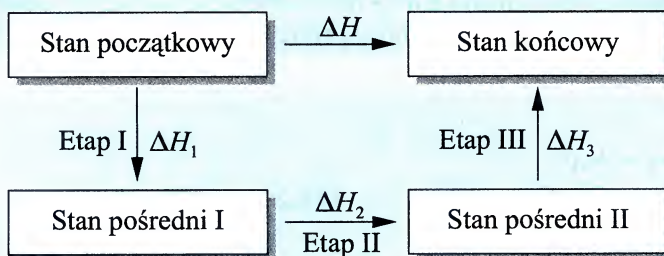 Stan początkowy
ΔH
Stan końcowy
Etap I
ΔH₁
Etap III
ΔH₃
Stan pośredni I
ΔH₂
Etap II
Stan pośredni II